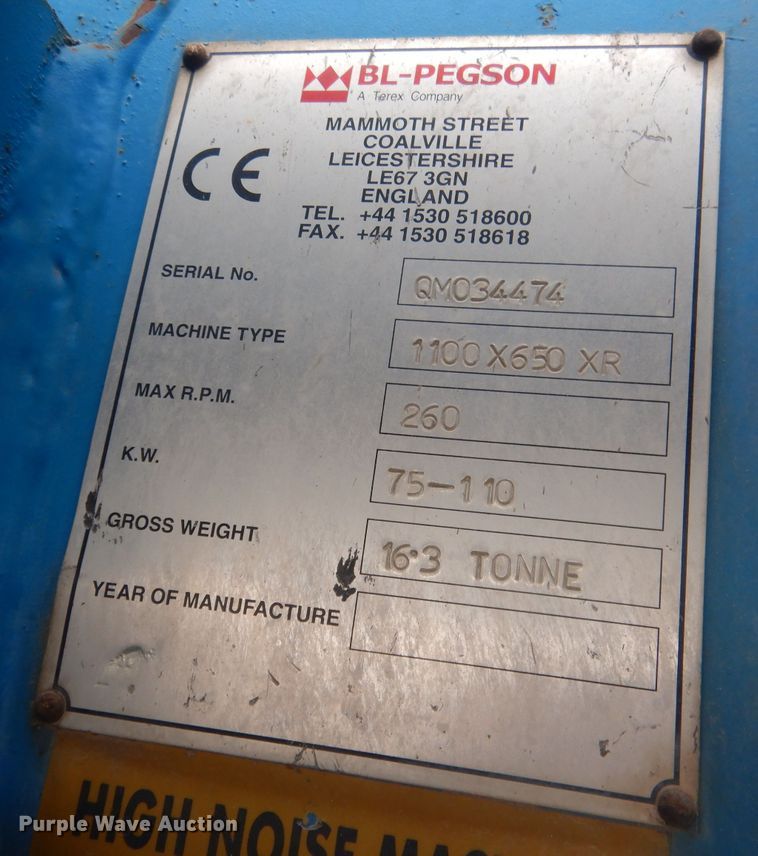 BL-PEGSON
A Terex Company
MAMMOTH STREET
COALVILLE
LEICESTERSHIRE
LE67 3GN
ENGLAND
TEL. +44 1530 518600
FAX. +44 1530 518618
CE
SERIAL No. QM034474
MACHINE TYPE 1100X650 XR
MAX R.P.M. 260
K.W. 75-110
GROSS WEIGHT 16·3 TONNE
YEAR OF MANUFACTURE
HIGH NOISE
Purple Wave Auction